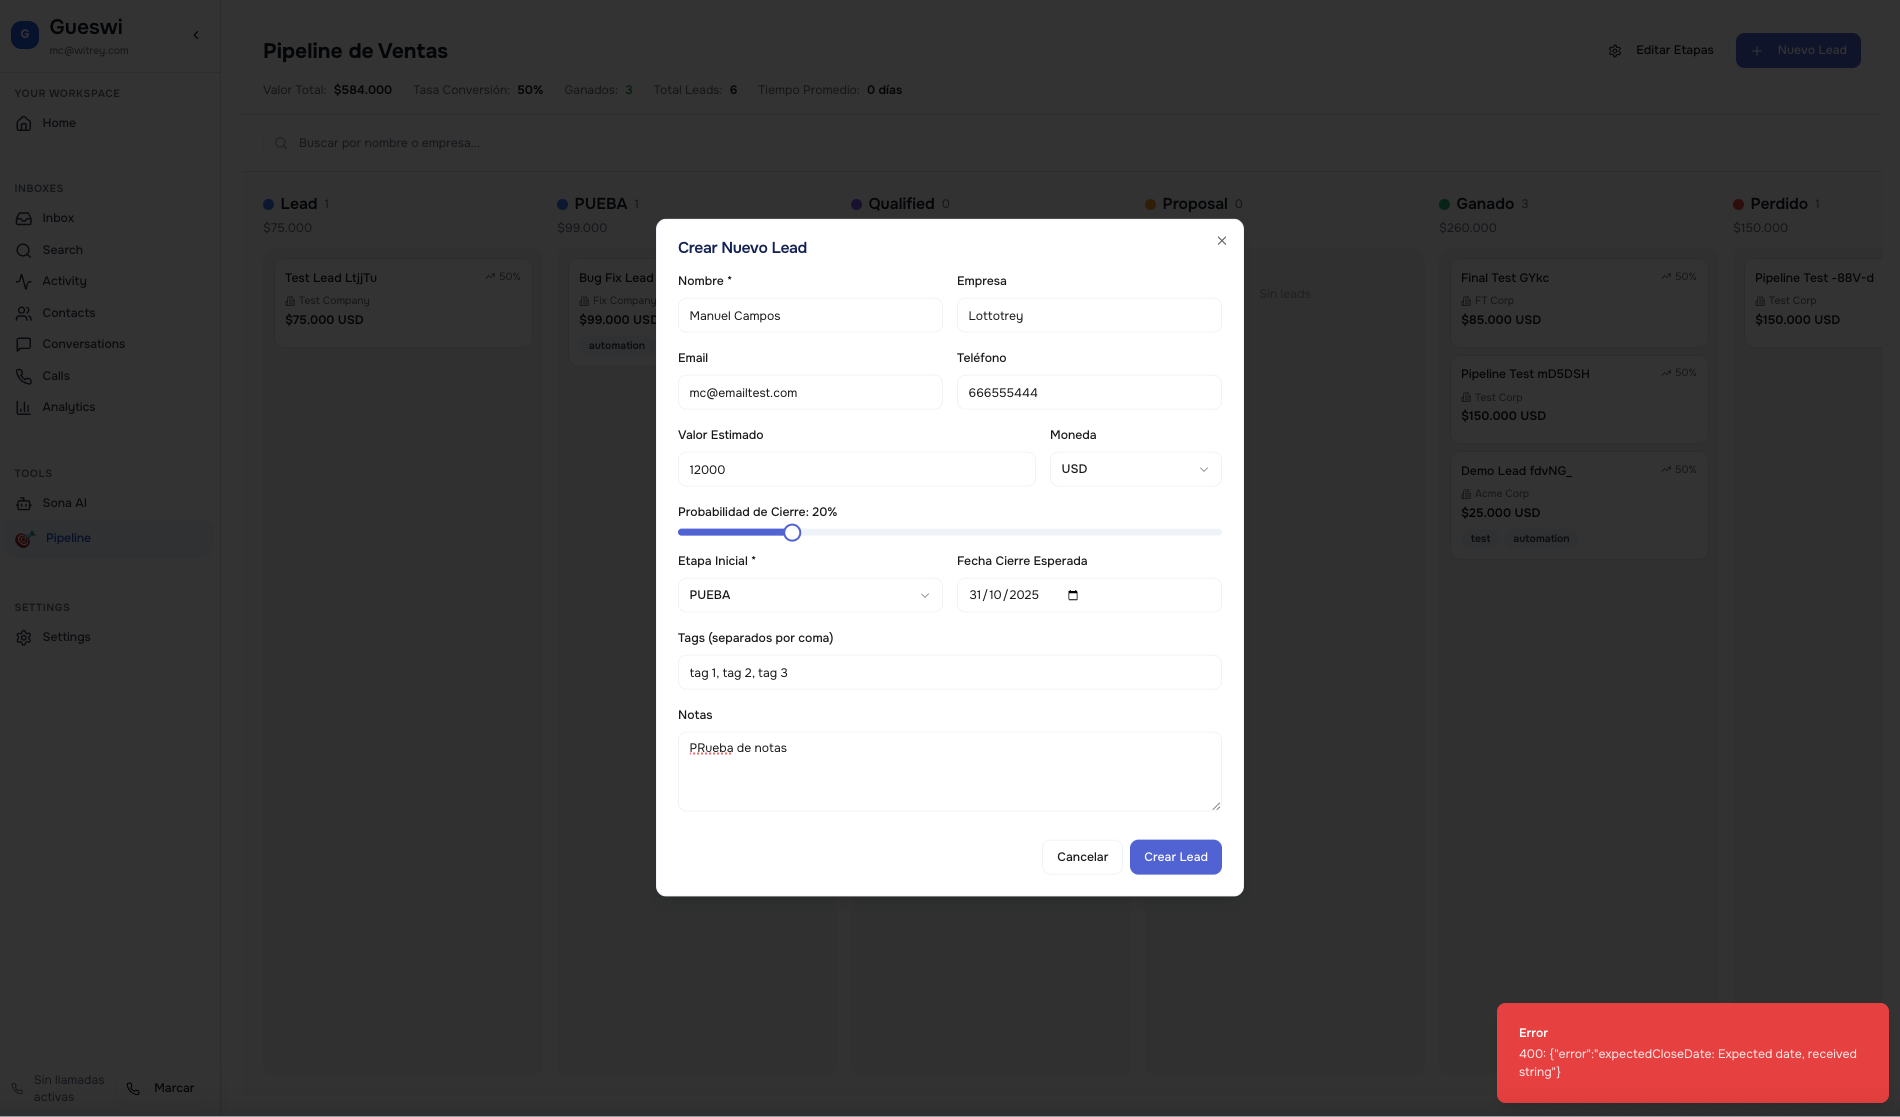 G
Gueswi
mc@witrey.com
YOUR WORKSPACE
Home
INBOXES
Inbox
Search
Activity
Contacts
Conversations
Calls
Analytics
TOOLS
Sona AI
Pipeline
SETTINGS
Settings
Sin llamadas
activas
Marcar
Pipeline de Ventas
Editar Etapas
Nuevo Lead
Valor Total: $584.000 Tasa Conversión: 50% Ganados: 3 Total Leads: 6 Tiempo Promedio: 0 días
Buscar por nombre o empresa...
Lead 1
$75.000
Test Lead LtjjTu 50%
Test Company
$75.000 USD
PUEBA 1
$99.000
Bug Fix Lead
Fix Company
$99.000 USD
automation
Qualified 0
Proposal 0
Sin leads
Ganado 3
$260.000
Final Test GYkc 50%
FT Corp
$85.000 USD
Pipeline Test mD5DSH 50%
Test Corp
$150.000 USD
Demo Lead fdvNG_ 50%
Acme Corp
$25.000 USD
test automation
Perdido 1
$150.000
Pipeline Test -88V-d
Test Corp
$150.000 USD
Crear Nuevo Lead
Nombre * Empresa
Manuel Campos Lottotrey
Email Teléfono
mc@emailtest.com 666555444
Valor Estimado Moneda
12000 USD
Probabilidad de Cierre: 20%
Etapa Inicial * Fecha Cierre Esperada
PUEBA 31/10/2025
Tags (separados por coma)
tag 1, tag 2, tag 3
Notas
PRueba de notas
Cancelar Crear Lead
Error
400: {"error":"expectedCloseDate: Expected date, received
string"}